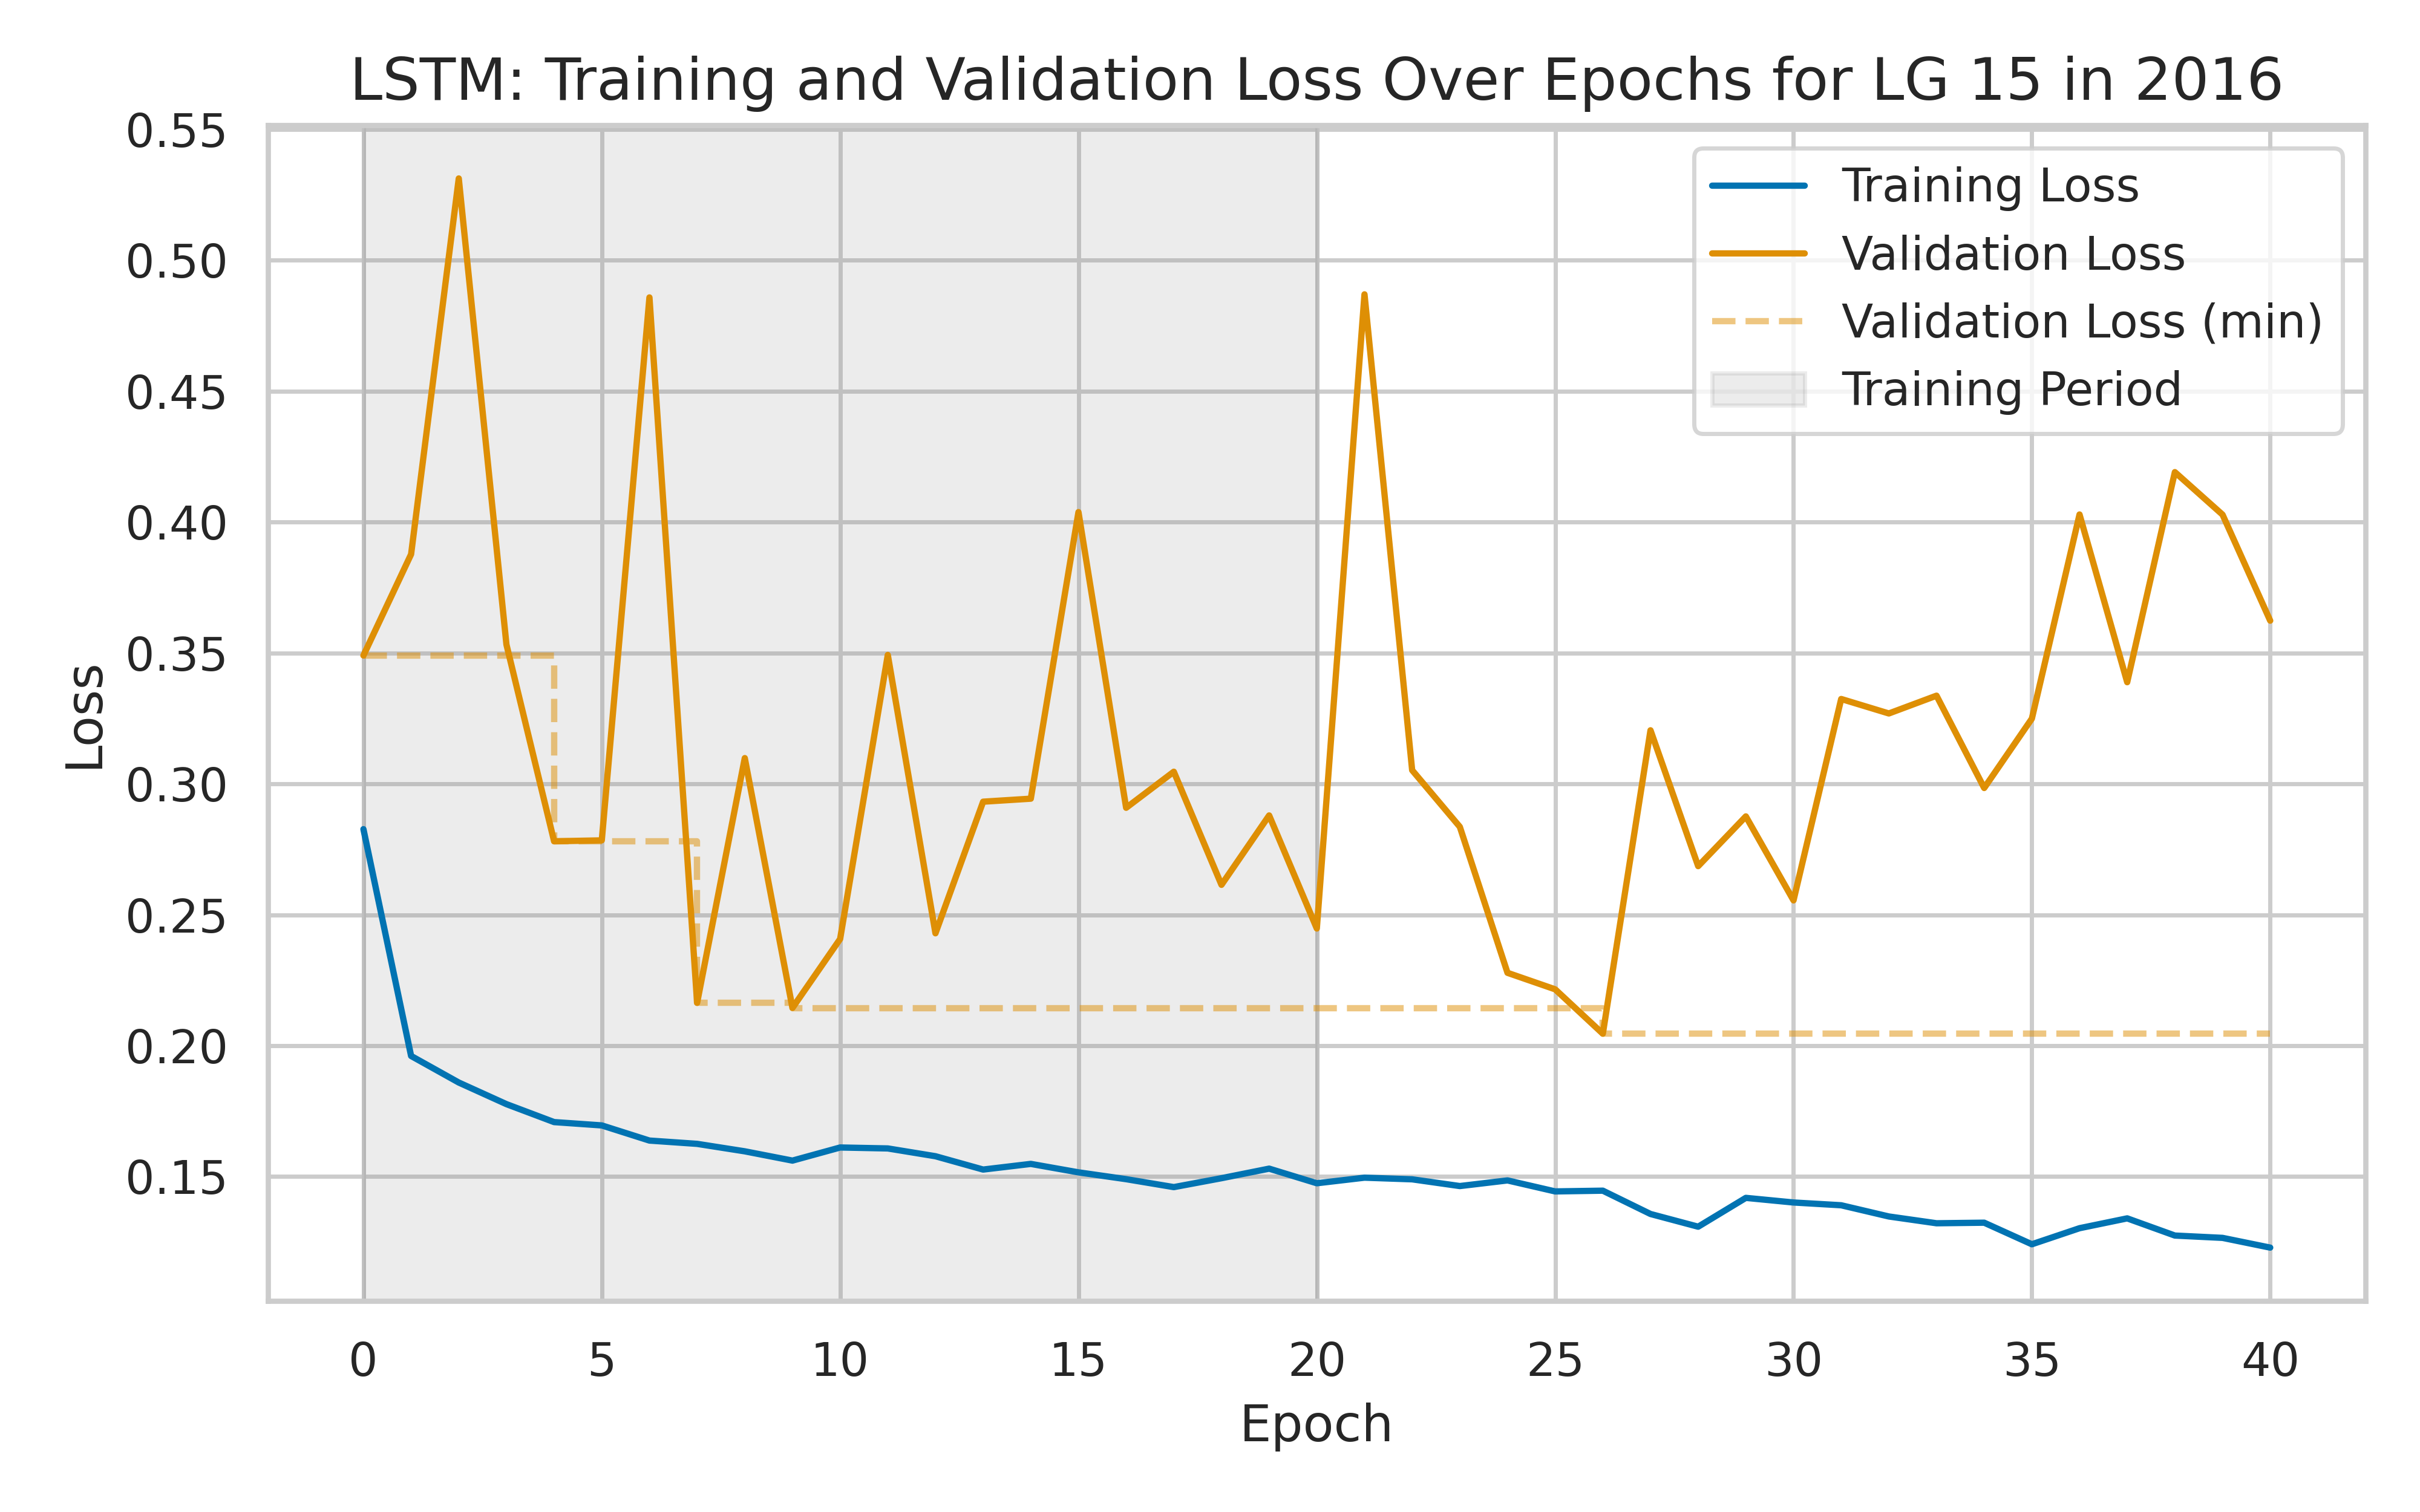 LSTM: Training and Validation Loss Over Epochs for LG 15 in 2016
0.55
0.50
0.45
0.40
0.35
0.30
0.25
0.20
0.15
Loss
Training Loss
Validation Loss
Validation Loss (min)
Training Period
0 5 10 15 20 25 30 35 40
Epoch